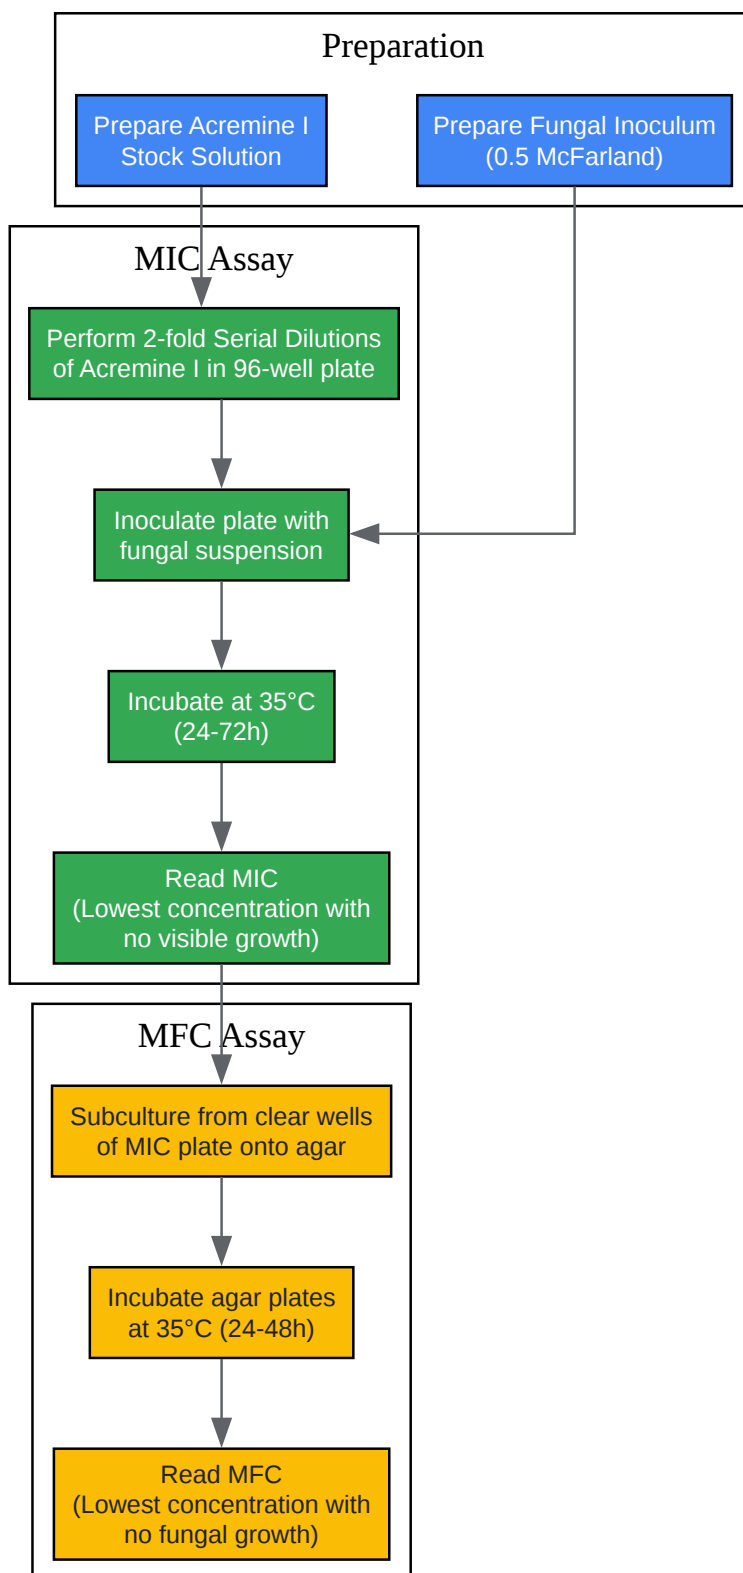 Preparation
Prepare Acremine I
Stock Solution
Prepare Fungal Inoculum
(0.5 McFarland)
MIC Assay
Perform 2-fold Serial Dilutions
of Acremine I in 96-well plate
Inoculate plate with
fungal suspension
Incubate at 35°C
(24-72h)
Read MIC
(Lowest concentration with
no visible growth)
MFC Assay
Subculture from clear wells
of MIC plate onto agar
Incubate agar plates
at 35°C (24-48h)
Read MFC
(Lowest concentration with
no fungal growth)